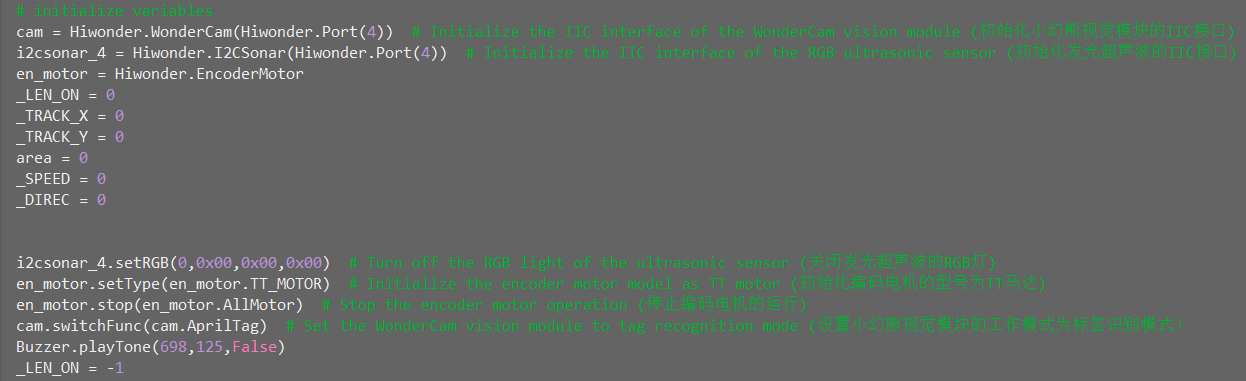 # initialize variables
cam = Hiwonder.WonderCam(Hiwonder.Port(4))  # Initialize the IIC interface of the WonderCam vision module (初始化小幻熊视觉模块的IIC接口)
i2csonar_4 = Hiwonder.I2CSonar(Hiwonder.Port(4))  # Initialize the IIC interface of the RGB ultrasonic sensor (初始化发光超声波的IIC接口)
en_motor = Hiwonder.EncoderMotor
_LEN_ON = 0
_TRACK_X = 0
_TRACK_Y = 0
area = 0
_SPEED = 0
_DIREC = 0
i2csonar_4.setRGB(0,0x00,0x00,0x00)  # Turn off the RGB light of the ultrasonic sensor (关闭发光超声波的RGB灯)
en_motor.setType(en_motor.TT_MOTOR)  # Initialize the encoder motor model as TT motor (初始化编码电机的型号为TT马达)
en_motor.stop(en_motor.AllMotor)  # Stop the encoder motor operation (停止编码电机的运行)
cam.switchFunc(cam.AprilTag)  # Set the WonderCam vision module to tag recognition mode (设置小幻熊视觉模块的工作模式为标签识别模式)
Buzzer.playTone(698,125,False)
_LEN_ON = -1